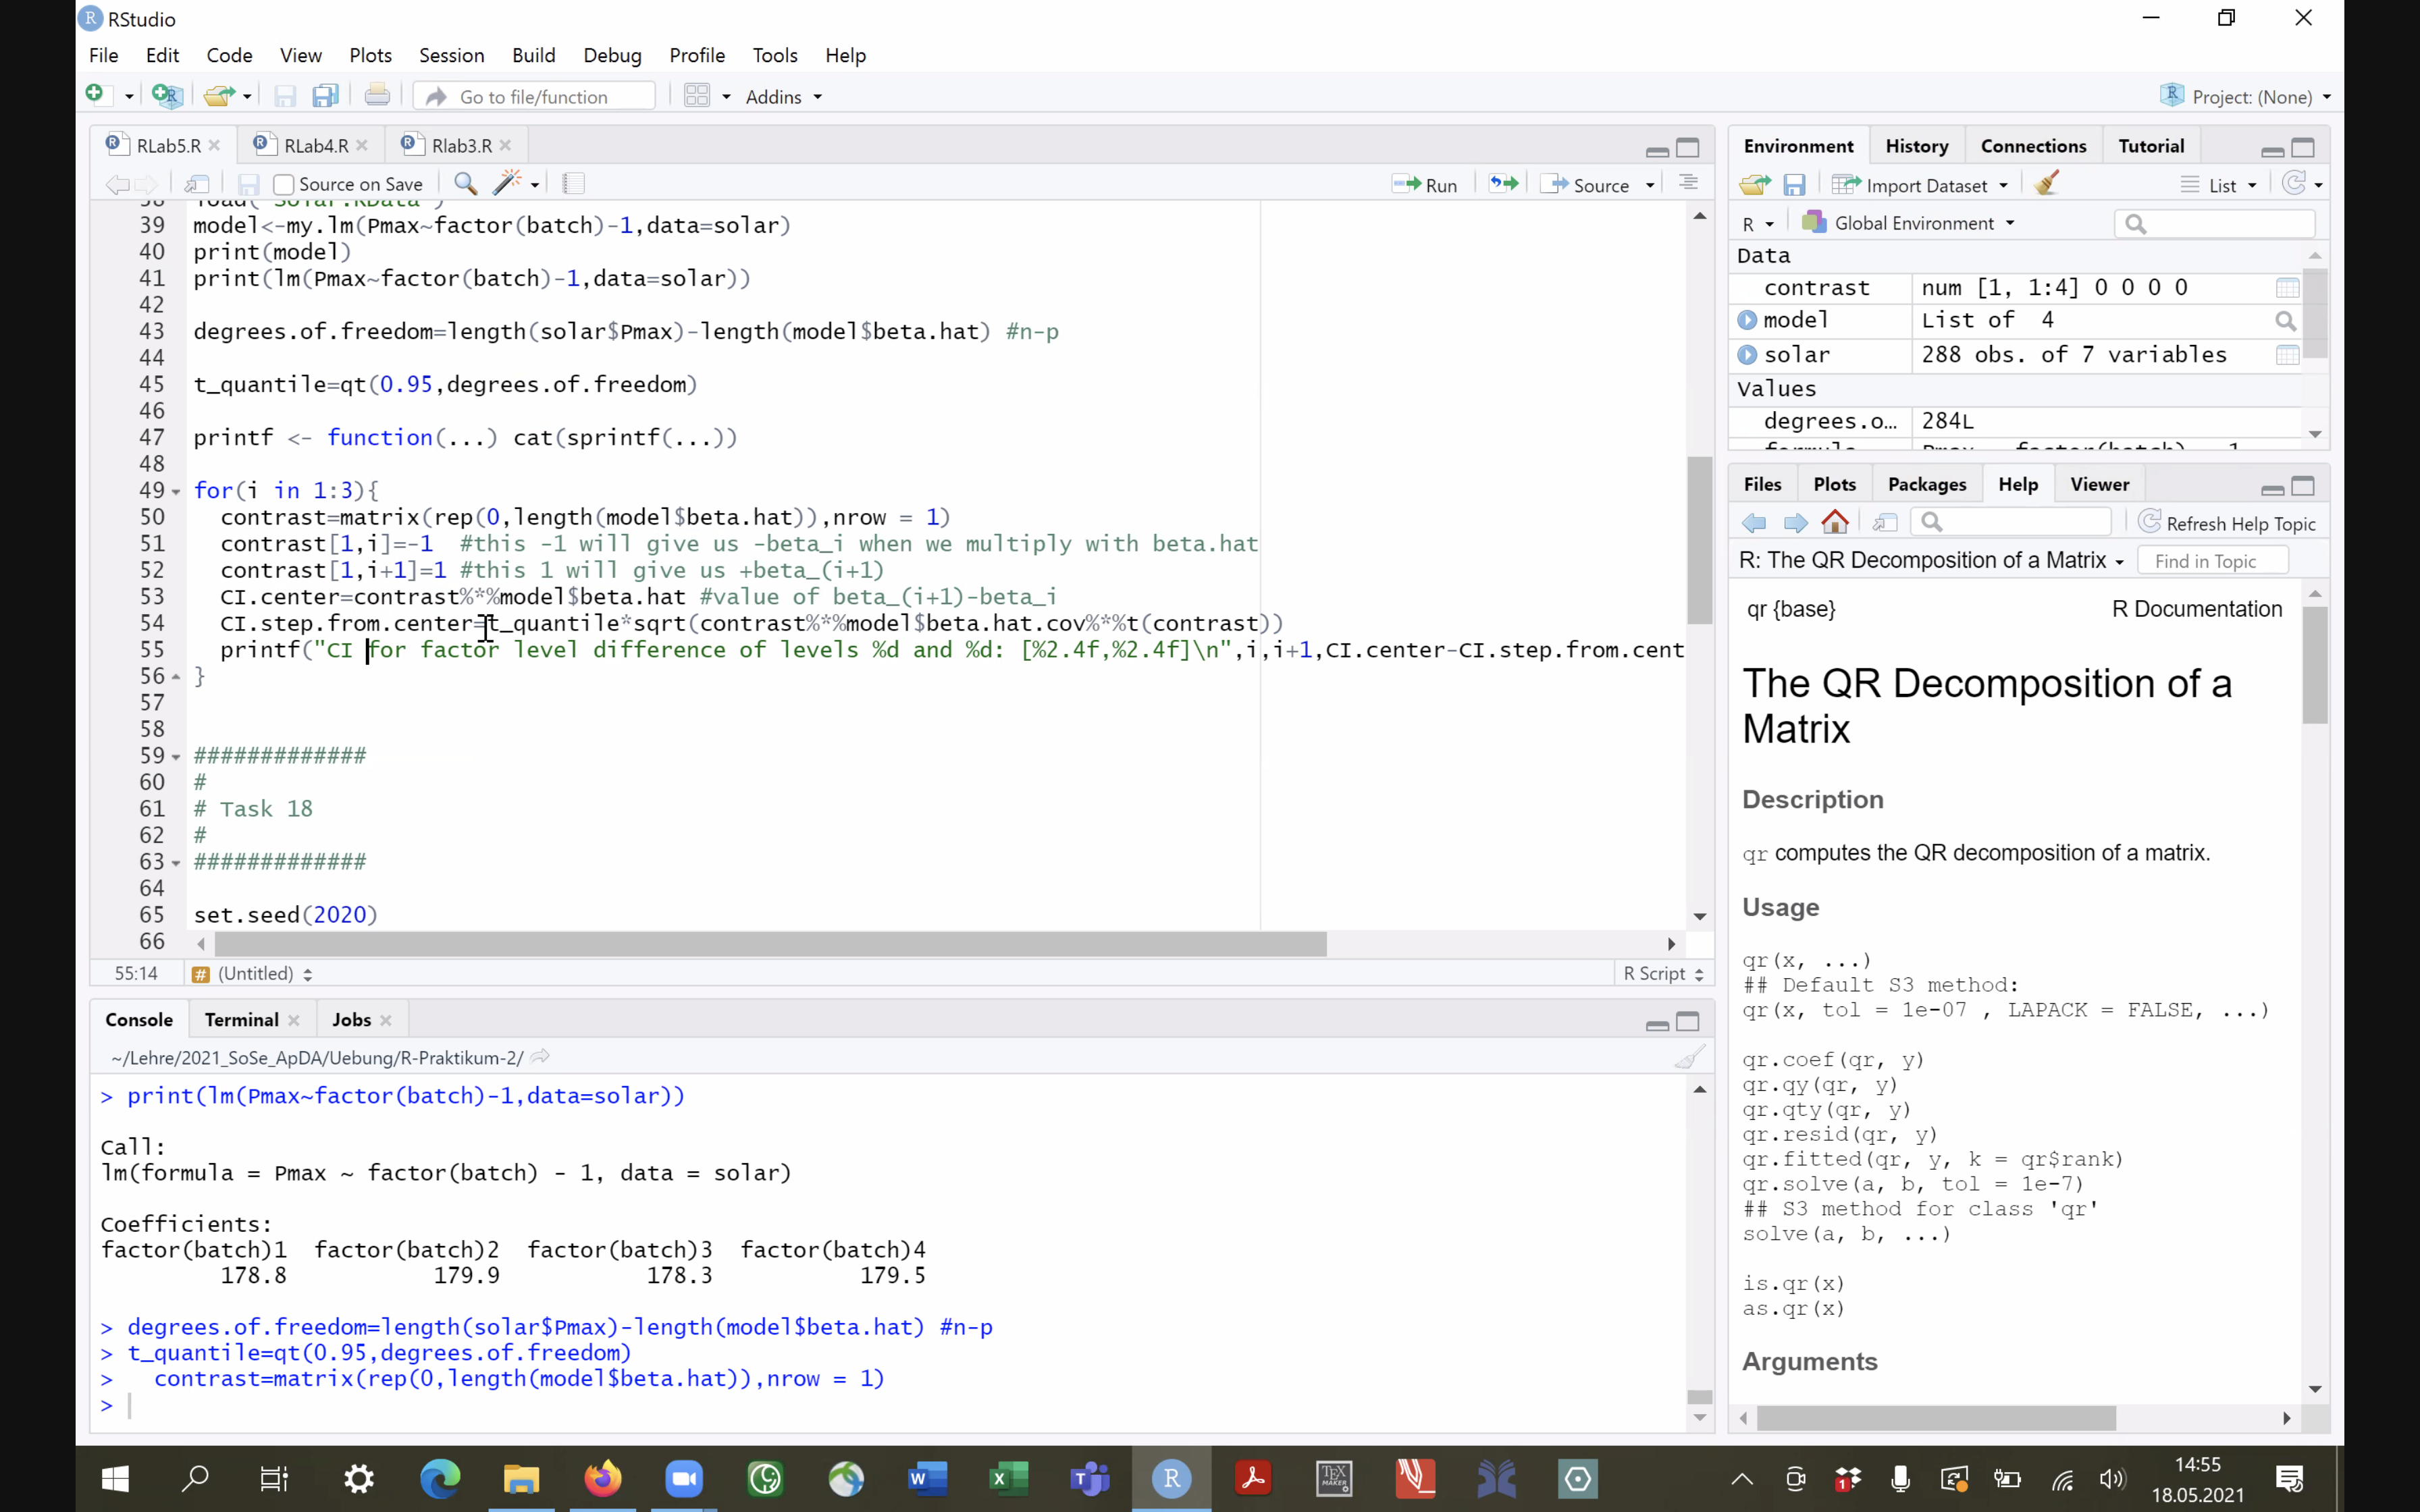 RStudio
File Edit Code View Plots Session Build Debug Profile Tools Help
Go to file/function Addins Project: (None)
RLab5.R RLab4.R Rlab3.R
Source on Save Run Source
39 model<-my.lm(Pmax~factor(batch)-1,data=solar)
40 print(model)
41 print(lm(Pmax~factor(batch)-1,data=solar))
42
43 degrees.of.freedom=length(solar$Pmax)-length(model$beta.hat) #n-p
44
45 t_quantile=qt(0.95,degrees.of.freedom)
46
47 printf <- function(...) cat(sprintf(...))
48
49 for(i in 1:3){
50 contrast=matrix(rep(0,length(model$beta.hat)),nrow = 1)
51 contrast[1,i]=-1 #this -1 will give us -beta_i when we multiply with beta.hat
52 contrast[1,i+1]=1 #this 1 will give us +beta_(i+1)
53 CI.center=contrast%*%model$beta.hat #value of beta_(i+1)-beta_i
54 CI.step.from.center=t_quantile*sqrt(contrast%*%model$beta.hat.cov%*%t(contrast))
55 printf("CI for factor level difference of levels %d and %d: [%2.4f,%2.4f]\n",i,i+1,CI.center-CI.step.from.cent
56 }
57
58
59 #############
60 #
61 # Task 18
62 #
63 #############
64
65 set.seed(2020)
66
55:14 # (Untitled) R Script
Console Terminal Jobs
~/Lehre/2021_SoSe_ApDA/Uebung/R-Praktikum-2/
> print(lm(Pmax~factor(batch)-1,data=solar))
Call:
lm(formula = Pmax ~ factor(batch) - 1, data = solar)
Coefficients:
factor(batch)1 factor(batch)2 factor(batch)3 factor(batch)4
178.8 179.9 178.3 179.5
> degrees.of.freedom=length(solar$Pmax)-length(model$beta.hat) #n-p
> t_quantile=qt(0.95,degrees.of.freedom)
> contrast=matrix(rep(0,length(model$beta.hat)),nrow = 1)
>
Environment History Connections Tutorial
Import Dataset List
R Global Environment
Data
contrast num [1, 1:4] 0 0 0 0
model List of 4
solar 288 obs. of 7 variables
Values
degrees.o… 284L
Files Plots Packages Help Viewer
Refresh Help Topic
R: The QR Decomposition of a Matrix Find in Topic
qr {base} R Documentation
The QR Decomposition of a
Matrix
Description
qr computes the QR decomposition of a matrix.
Usage
qr(x, ...)
## Default S3 method:
qr(x, tol = 1e-07 , LAPACK = FALSE, ...)
qr.coef(qr, y)
qr.qy(qr, y)
qr.qty(qr, y)
qr.resid(qr, y)
qr.fitted(qr, y, k = qr$rank)
qr.solve(a, b, tol = 1e-7)
## S3 method for class 'qr'
solve(a, b, ...)
is.qr(x)
as.qr(x)
Arguments
14:55
18.05.2021